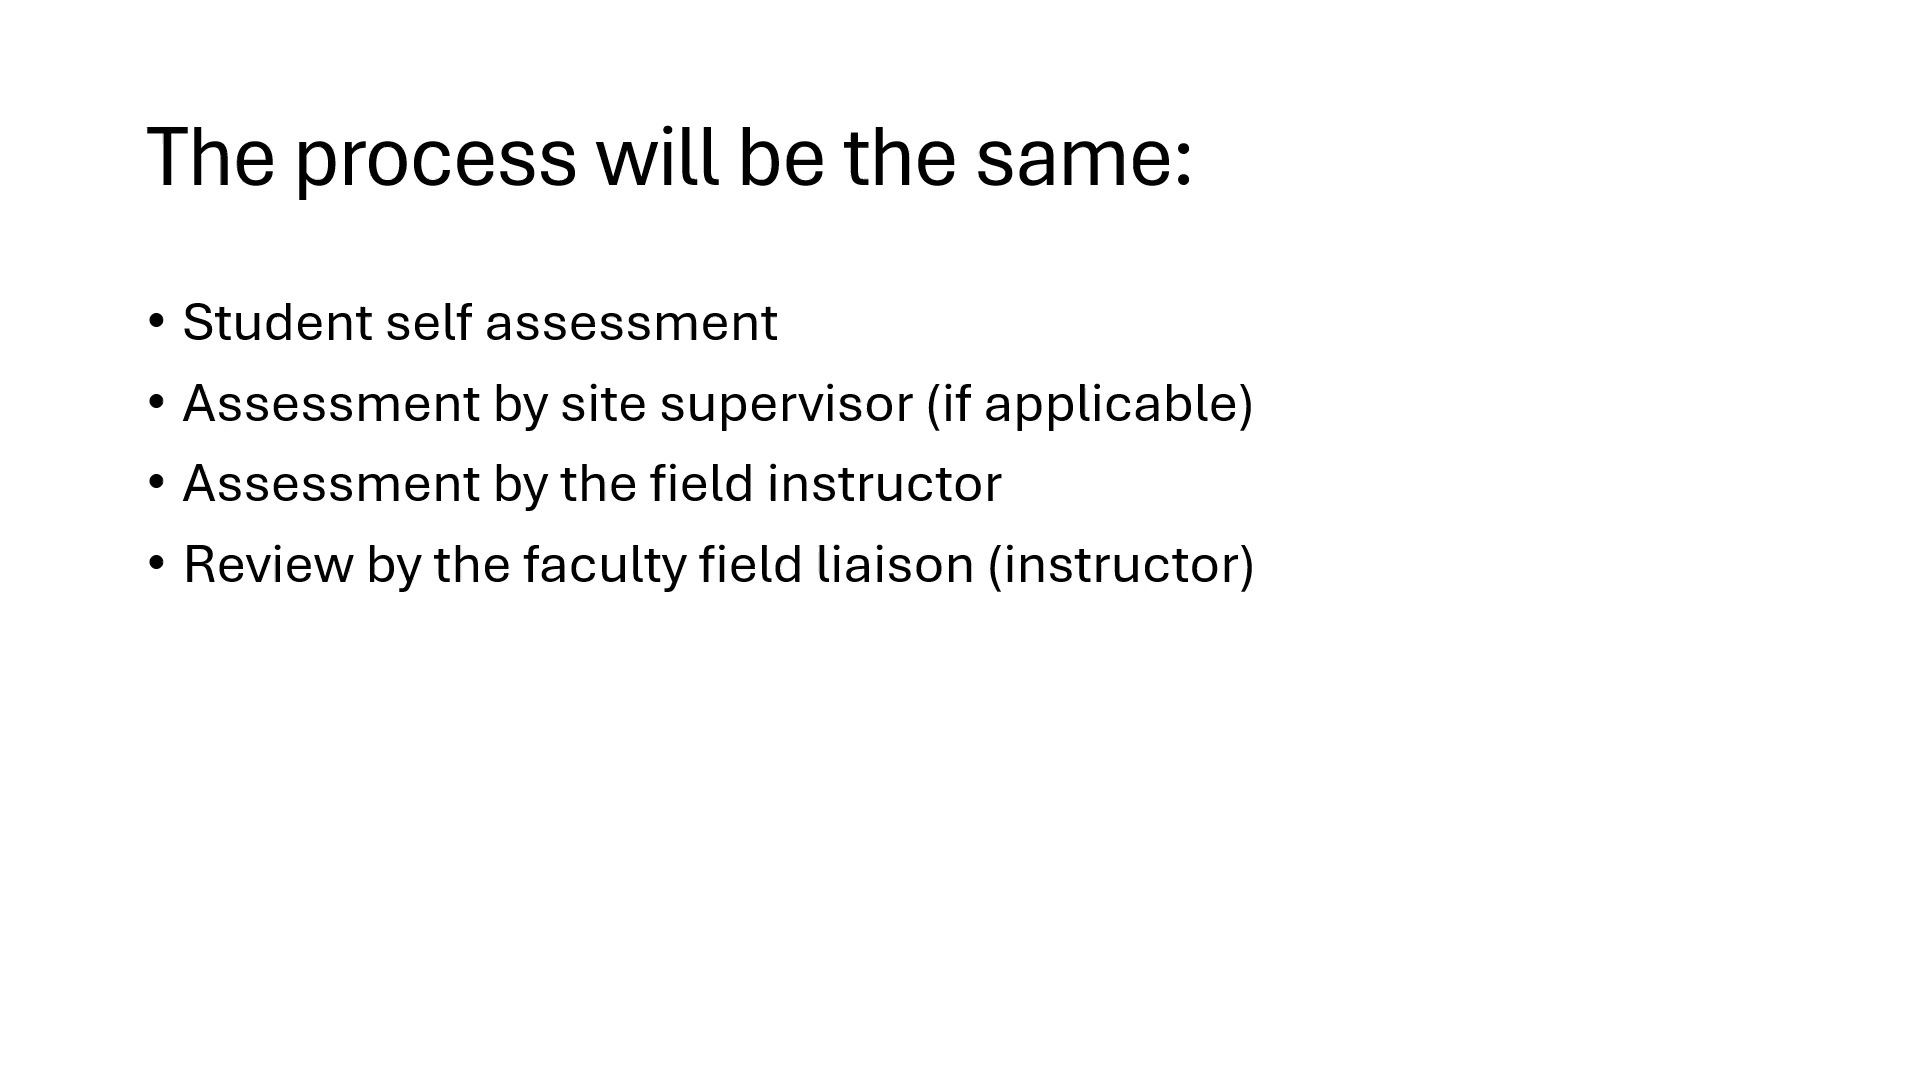 The process will be the same:
• Student self assessment
• Assessment by site supervisor (if applicable)
• Assessment by the field instructor
• Review by the faculty field liaison (instructor)